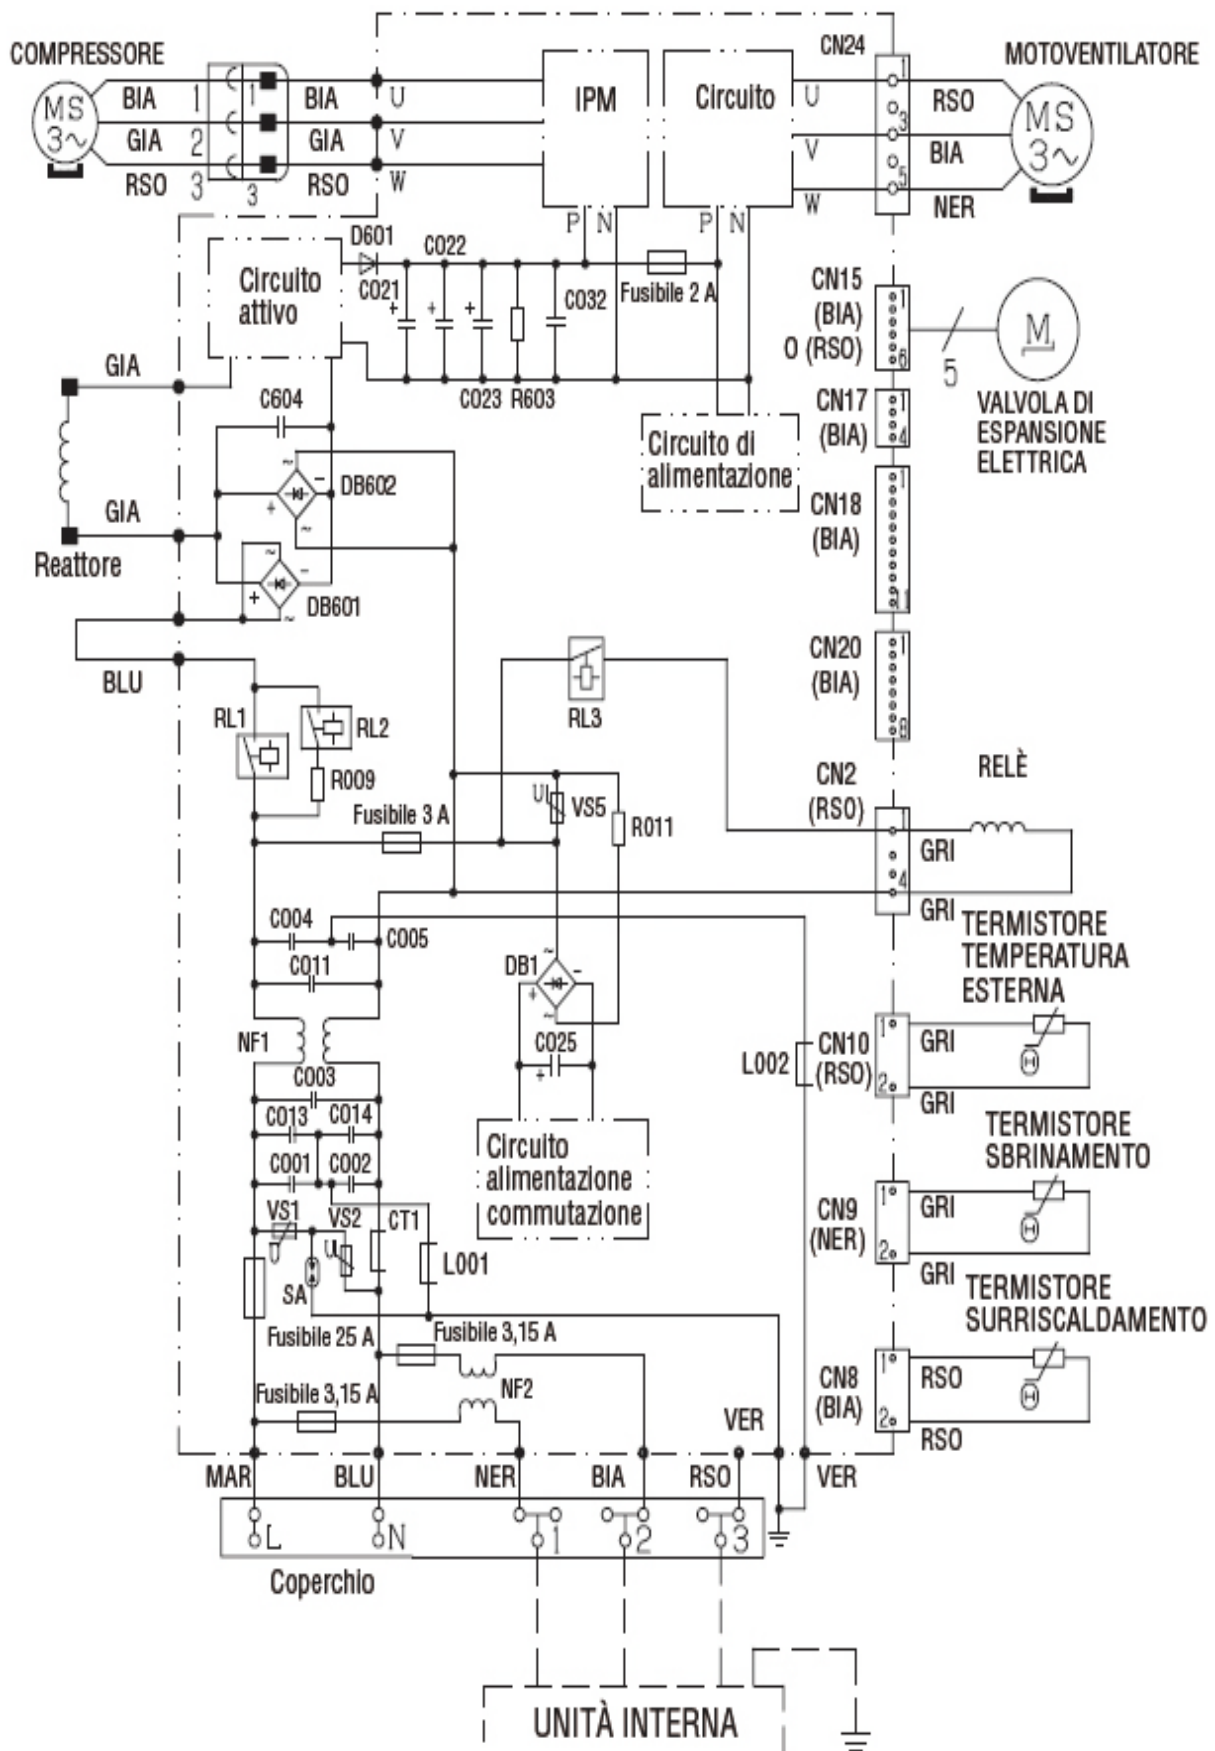 COMPRESSORE
MS
3~
BIA
GIA
RSO
1
2
3
1
3
BIA
GIA
RSO
U
V
W
IPM
Circuito
P N
P N
U
V
W
CN24
1
3
5
RSO
BIA
NER
MOTOVENTILATORE
MS
3~
Circuito
attivo
D601
C021
C022
C023
R603
C032
Fusibile 2 A
Circuito di
alimentazione
CN15
(BIA)
O (RSO)
1
6
5
M
VALVOLA DI
ESPANSIONE
ELETTRICA
CN17
(BIA)
1
4
CN18
(BIA)
1
11
CN20
(BIA)
1
8
GIA
GIA
Reattore
C604
DB602
~
-
+
~
DB601
~
-
+
~
BLU
RL1
RL2
R009
RL3
Fusibile 3 A
U
VS5
R011
CN2
(RSO)
1
4
RELÈ
GRI
GRI
C004
C005
C011
NF1
C003
C013
C014
C001
C002
DB1
~
-
+
~
C025
+
Circuito
alimentazione
commutazione
L002
VS1
U
VS2
U
CT1
SA
L001
Fusibile 25 A
Fusibile 3,15 A
Fusibile 3,15 A
NF2
TERMISTORE
TEMPERATURA
ESTERNA
CN10
(RSO)
1
2
GRI
GRI
Θ
TERMISTORE
SBRINAMENTO
CN9
(NER)
1
2
GRI
GRI
Θ
TERMISTORE
SURRISCALDAMENTO
CN8
(BIA)
1
2
RSO
RSO
Θ
VER
MAR
BLU
NER
BIA
RSO
VER
L
N
1
2
3
Coperchio
UNITÀ INTERNA